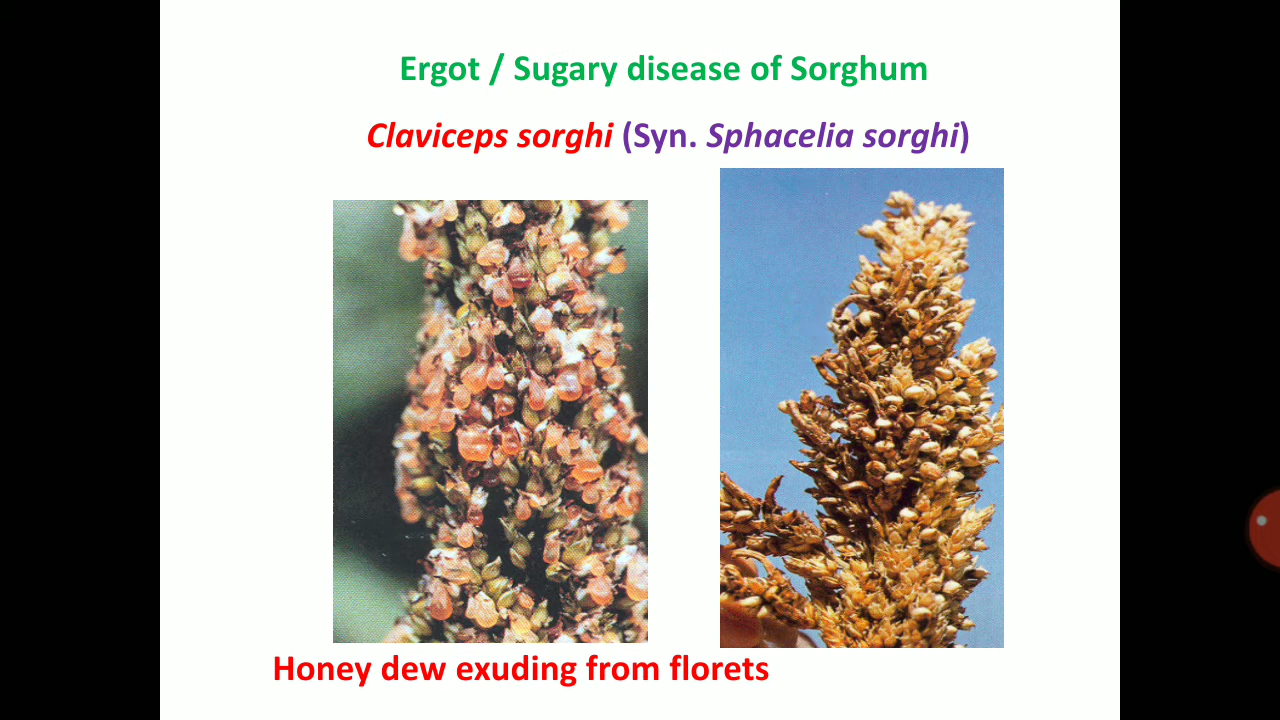 Ergot / Sugary disease of Sorghum
Claviceps sorghi (Syn. Sphacelia sorghi)
Honey dew exuding from florets